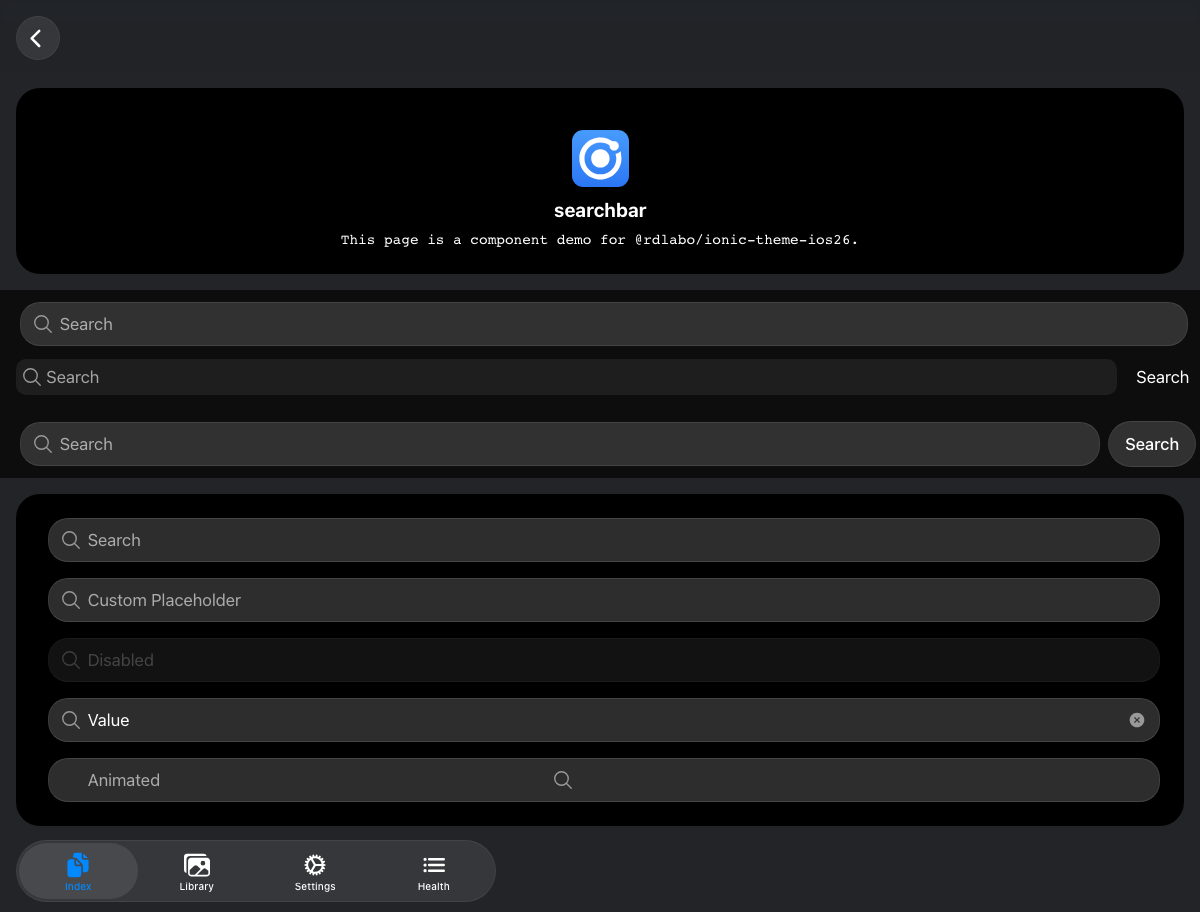 searchbar
This page is a component demo for @rdlabo/ionic-theme-ios26.
Search
Search Search
Search Search
Search
Custom Placeholder
Disabled
Value
Animated
Index Library Settings Health